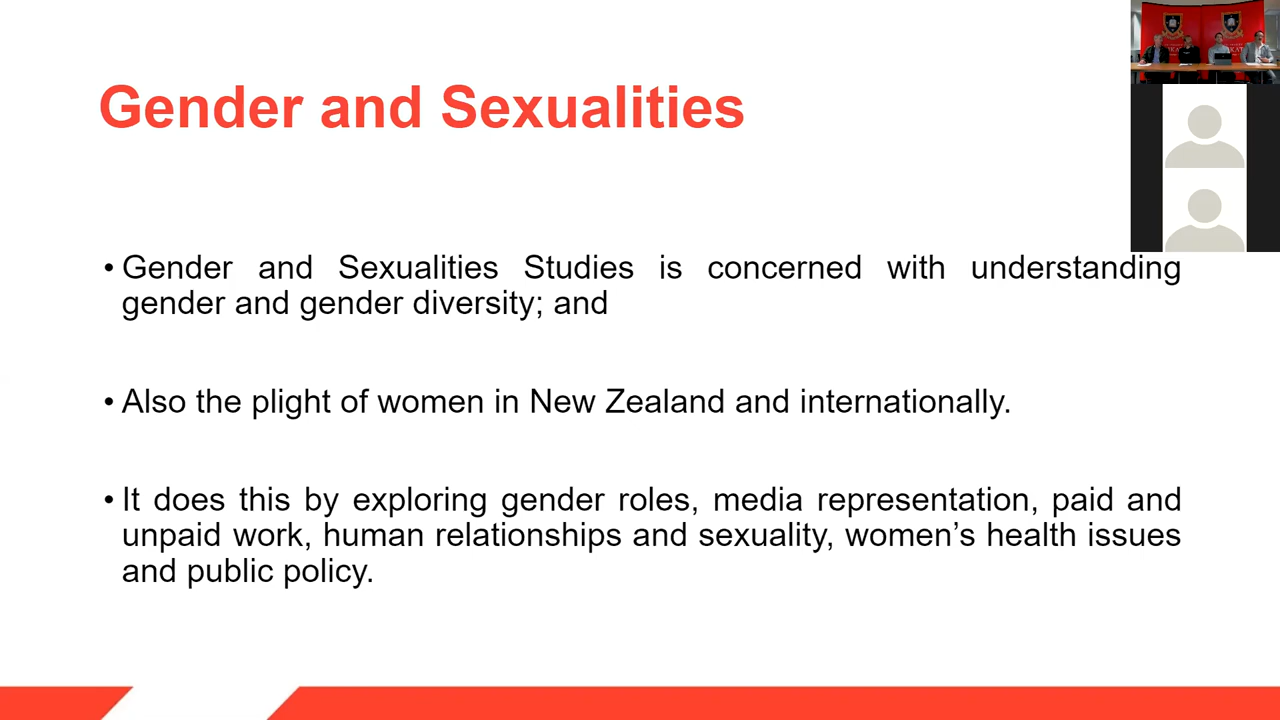 Gender and Sexualities
• Gender and Sexualities Studies is concerned with understanding
gender and gender diversity; and
• Also the plight of women in New Zealand and internationally.
• It does this by exploring gender roles, media representation, paid and
unpaid work, human relationships and sexuality, women’s health issues
and public policy.